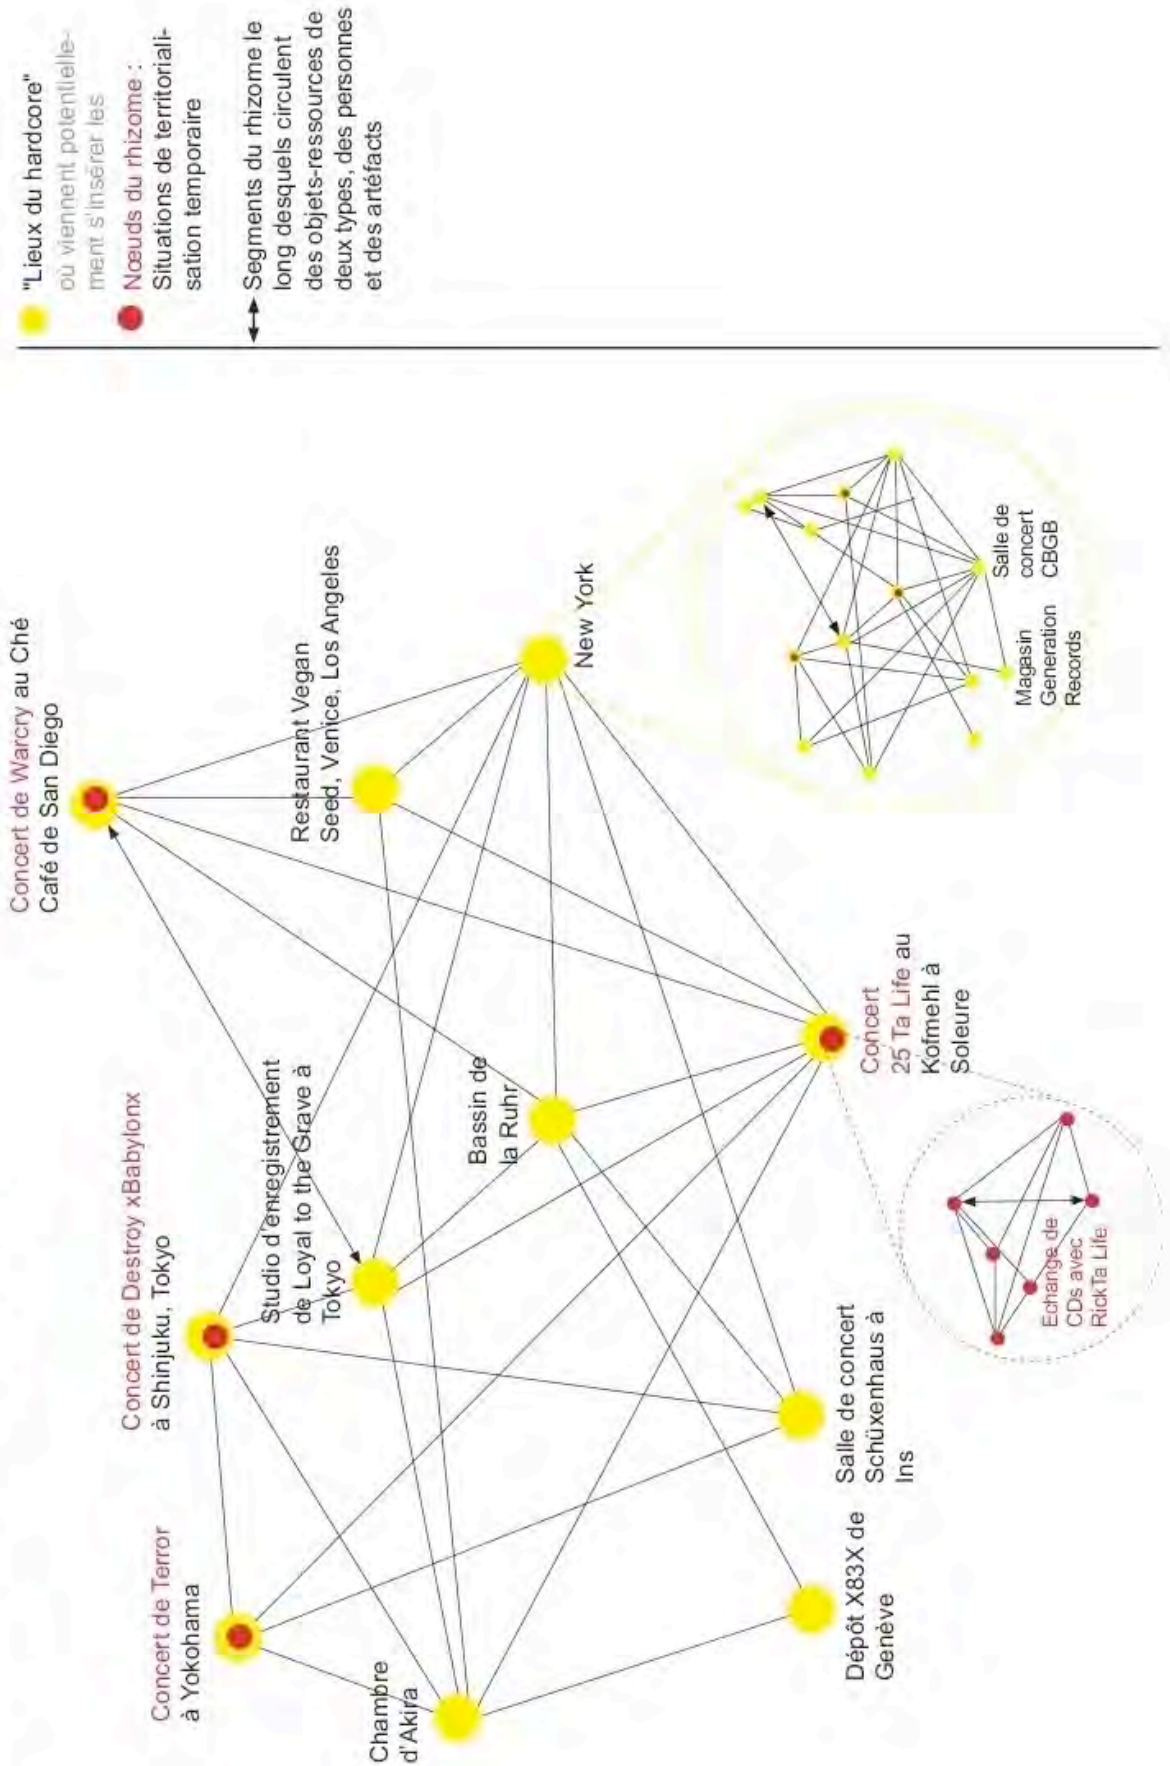 Concert de Terror
à Yokohama
Concert de Destroy xBabylonx
à Shinjuku, Tokyo
Concert de Warcry au Ché
Café de San Diego
Chambre
d'Akira
Studio d'enregistrement
de Loyal to the Grave à
Tokyo
Restaurant Vegan
Seed, Venice, Los Angeles
Bassin de
la Ruhr
New York
Dépôt X83X de
Genève
Salle de concert
Schüxenhaus à
Ins
Concert
25 Ta Life au
Kofmehl à
Soleure
Echange de
CDs avec
RickTa Life
Magasin
Generation
Records
Salle de
concert
CBGB
"Lieux du hardcore"
où viennent potentielle-
ment s'insérer les
Nœuds du rhizome :
Situations de territoriali-
sation temporaire
Segments du rhizome le
long desquels circulent
des objets-ressources de
deux types, des personnes
et des artéfacts